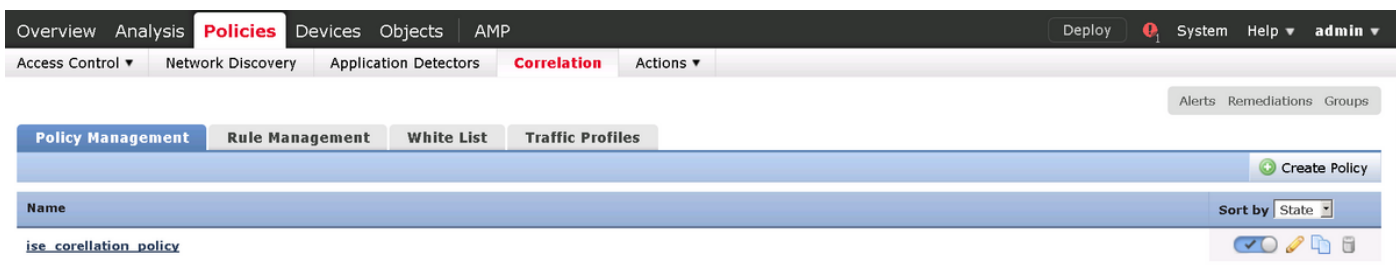 Overview Analysis Policies Devices Objects AMP Deploy 1 System Help admin
Access Control Network Discovery Application Detectors Correlation Actions
Alerts Remediations Groups
Policy Management Rule Management White List Traffic Profiles
Create Policy
Name Sort by State
ise_corellation_policy